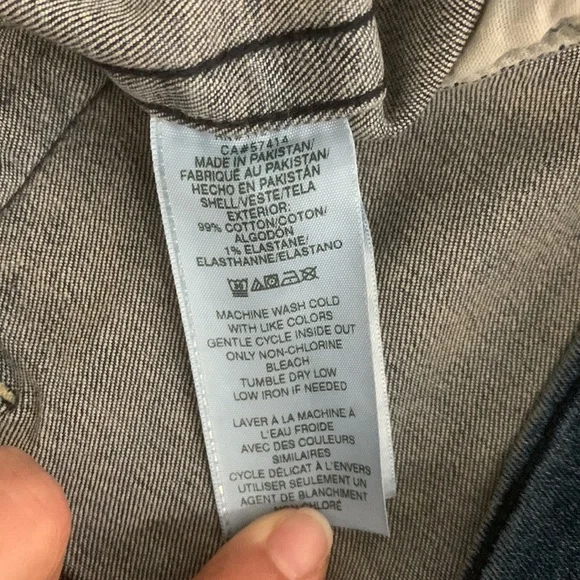 CA#57414
MADE IN PAKISTAN/
FABRIQUÉ AU PAKISTAN/
HECHO EN PAKISTÁN
SHELL/VESTE/TELA
EXTERIOR:
99% COTTON/COTON/
ALGODÓN
1% ELASTANE/
ELASTHANNE/ELASTANO
MACHINE WASH COLD
WITH LIKE COLORS
GENTLE CYCLE INSIDE OUT
ONLY NON-CHLORINE
BLEACH
TUMBLE DRY LOW
LOW IRON IF NEEDED
LAVER À LA MACHINE À
L'EAU FROIDE
AVEC DES COULEURS
SIMILAIRES
CYCLE DÉLICAT À L'ENVERS
UTILISER SEULEMENT UN
AGENT DE BLANCHIMENT
NON CHLORÉ